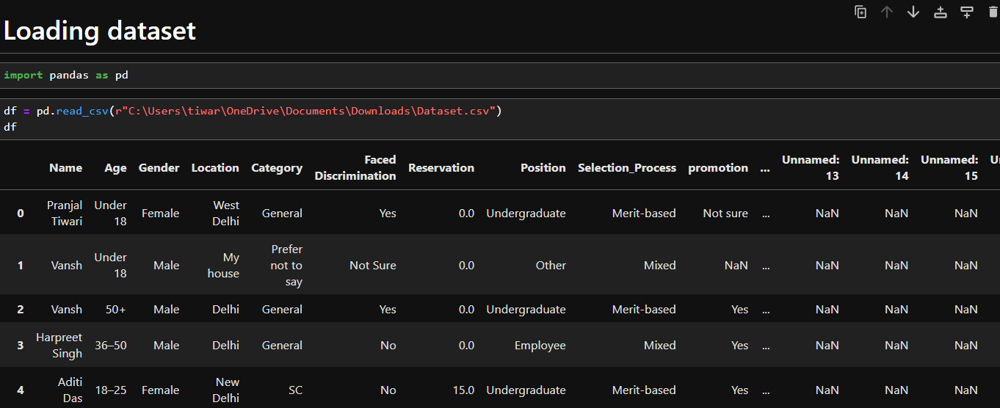 Loading dataset
import pandas as pd
df = pd.read_csv(r"C:\Users\tiwar\OneDrive\Documents\Downloads\Dataset.csv")
df
Name Age Gender Location Category Faced Discrimination Reservation Position Selection_Process promotion ... Unnamed: 13 Unnamed: 14 Unnamed: 15
0 Pranjal Tiwari Under 18 Female West Delhi General Yes 0.0 Undergraduate Merit-based Not sure ... NaN NaN NaN
1 Vansh Under 18 Male My house Prefer not to say Not Sure 0.0 Other Mixed NaN ... NaN NaN NaN
2 Vansh 50+ Male Delhi General Yes 0.0 Undergraduate Merit-based Yes ... NaN NaN NaN
3 Harpreet Singh 36–50 Male Delhi General No 0.0 Employee Mixed Yes ... NaN NaN NaN
4 Aditi Das 18–25 Female New Delhi SC No 15.0 Undergraduate Merit-based Yes ... NaN NaN NaN